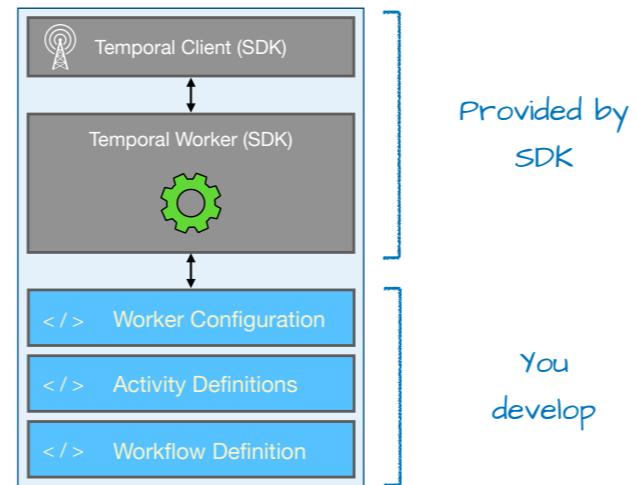 Temporal Client (SDK)
Temporal Worker (SDK)
Provided by
SDK
</> Worker Configuration
</> Activity Definitions
</> Workflow Definition
You
develop